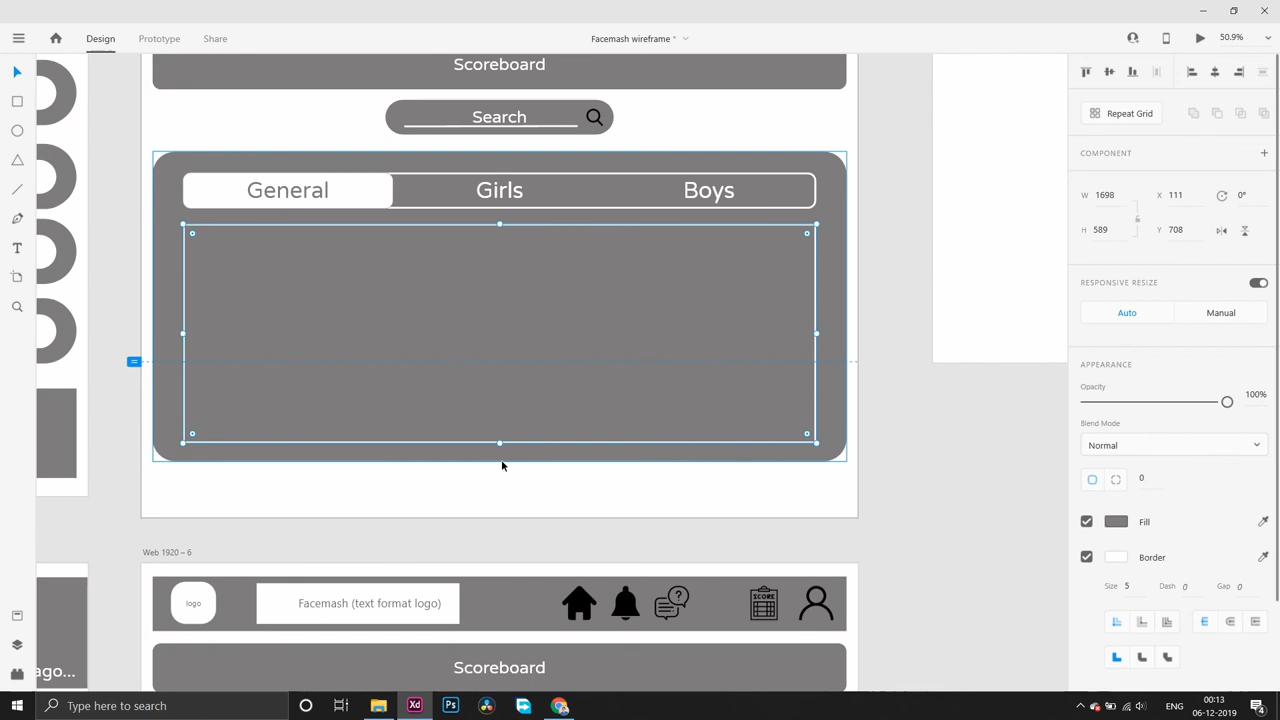 Design
Prototype
Share
Facemash wireframe *
50.9%
Scoreboard
Search
General
Girls
Boys
Repeat Grid
COMPONENT
W 1698
X 111
0°
H 589
Y 708
RESPONSIVE RESIZE
Auto
Manual
APPEARANCE
Opacity
100%
Blend Mode
Normal
0
Fill
Border
Size 5
Dash 0
Gap 0
Web 1920 – 6
logo
Facemash (text format logo)
SCORE
Scoreboard
ago...
Type here to search
Xd
Ps
ENG
00:13
06-12-2019